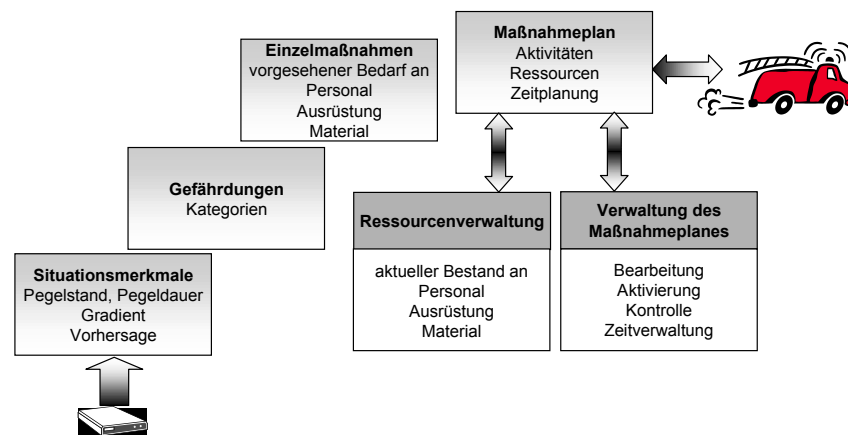 Maßnahmeplan
Aktivitäten
Ressourcen
Zeitplanung
Einzelmaßnahmen
vorgesehener Bedarf an
Personal
Ausrüstung
Material
Gefährdungen
Kategorien
Situationsmerkmale
Pegelstand, Pegeldauer
Gradient
Vorhersage
Ressourcenverwaltung
aktueller Bestand an
Personal
Ausrüstung
Material
Verwaltung des
Maßnahmeplanes
Bearbeitung
Aktivierung
Kontrolle
Zeitverwaltung